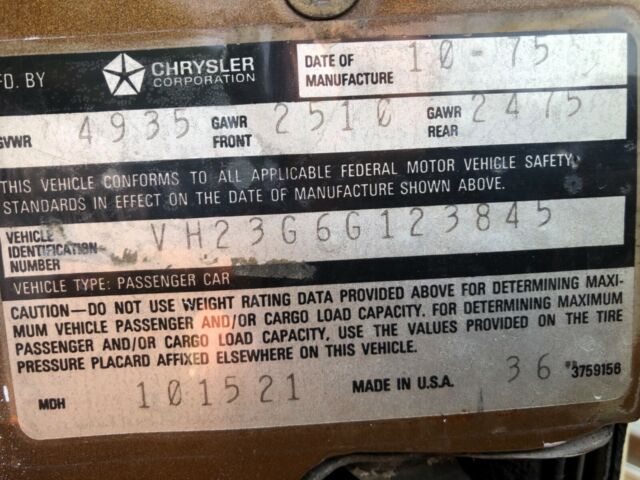 FD. BY CHRYSLER CORPORATION DATE OF MANUFACTURE 10-75
GVWR 4935 GAWR FRONT 2510 GAWR REAR 2475
THIS VEHICLE CONFORMS TO ALL APPLICABLE FEDERAL MOTOR VEHICLE SAFETY
STANDARDS IN EFFECT ON THE DATE OF MANUFACTURE SHOWN ABOVE.
VEHICLE IDENTIFICATION NUMBER VH23G6G123845
VEHICLE TYPE: PASSENGER CAR
CAUTION—DO NOT USE WEIGHT RATING DATA PROVIDED ABOVE FOR DETERMINING MAXI-
MUM VEHICLE PASSENGER AND/OR CARGO LOAD CAPACITY. FOR DETERMINING MAXIMUM
PASSENGER AND/OR CARGO LOAD CAPACITY, USE THE VALUES PROVIDED ON THE TIRE
PRESSURE PLACARD AFFIXED ELSEWHERE ON THIS VEHICLE.
MDH 101521 MADE IN U.S.A. 36 3759156